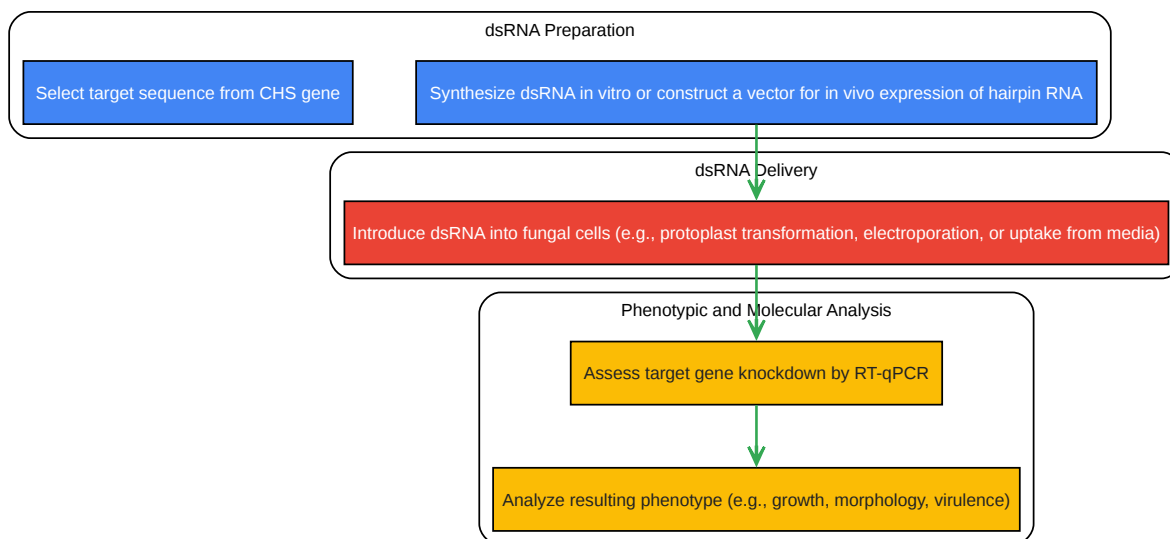 dsRNA Preparation
Select target sequence from CHS gene
Synthesize dsRNA in vitro or construct a vector for in vivo expression of hairpin RNA
dsRNA Delivery
Introduce dsRNA into fungal cells (e.g., protoplast transformation, electroporation, or uptake from media)
Phenotypic and Molecular Analysis
Assess target gene knockdown by RT-qPCR
Analyze resulting phenotype (e.g., growth, morphology, virulence)